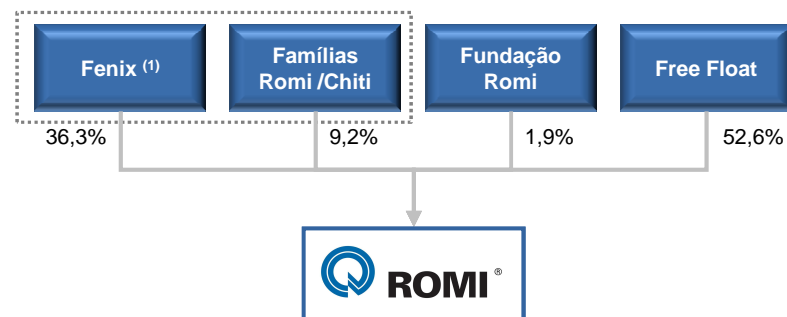 Fenix (1)
Famílias
Romi /Chiti
Fundação
Romi
Free Float
36,3%
9,2%
1,9%
52,6%
ROMI ®